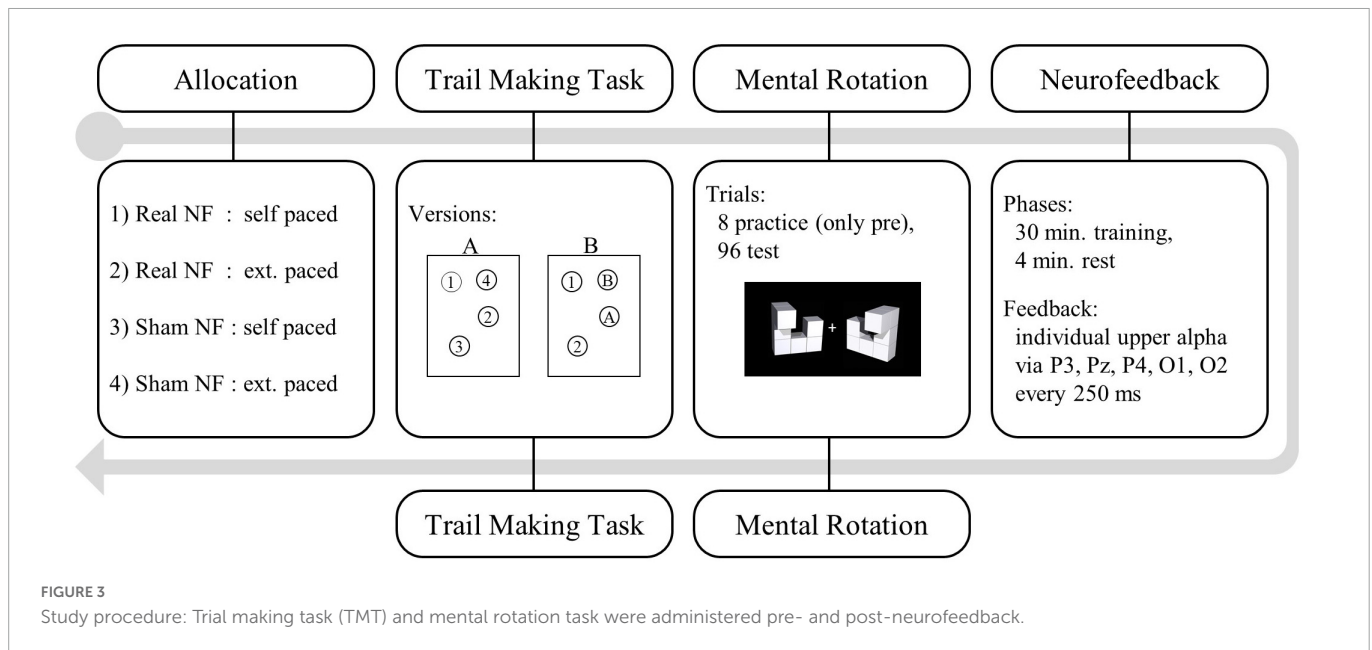 Allocation
Trail Making Task
Mental Rotation
Neurofeedback
1) Real NF : self paced
2) Real NF : ext. paced
3) Sham NF : self paced
4) Sham NF : ext. paced
Versions:
A
1
4
2
3
B
1
B
A
2
Trials:
8 practice (only pre),
96 test
+
Phases:
30 min. training,
4 min. rest
Feedback:
individual upper alpha
via P3, Pz, P4, O1, O2
every 250 ms
Trail Making Task
Mental Rotation
FIGURE 3
Study procedure: Trial making task (TMT) and mental rotation task were administered pre- and post-neurofeedback.